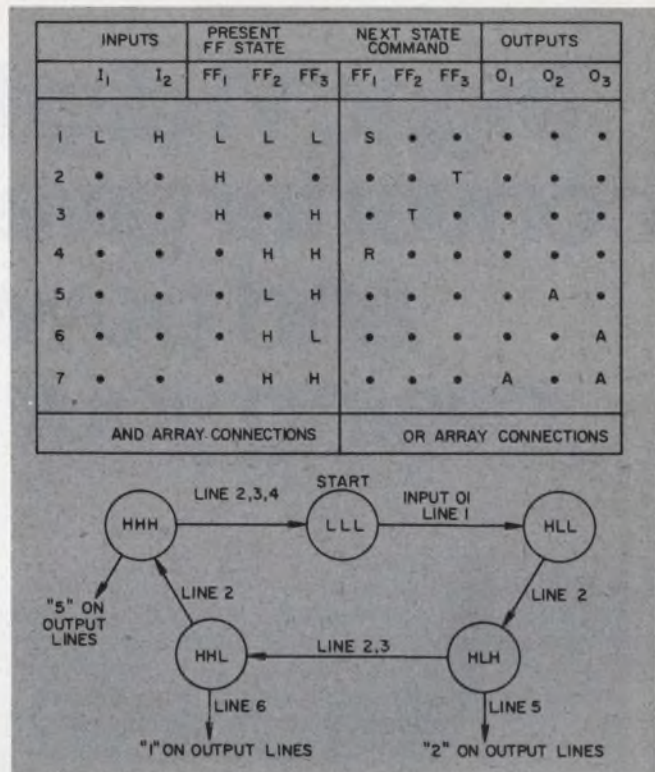 INPUTS PRESENT FF STATE NEXT STATE COMMAND OUTPUTS
I₁ I₂ FF₁ FF₂ FF₃ FF₁ FF₂ FF₃ O₁ O₂ O₃
1 L H L L L S • • • • •
2 • • H • • • • T • • •
3 • • H • H • T • • • •
4 • • • H H R • • • • •
5 • • • L H • • • • A •
6 • • • H L • • • • • A
7 • • • H H • • • A • A
AND ARRAY CONNECTIONS OR ARRAY CONNECTIONS
START
LINE 2,3,4
INPUT 01
LINE 1
HHH
LLL
HLL
"5" ON
OUTPUT
LINES
LINE 2
LINE 2
HHL
LINE 2,3
HLH
LINE 6
LINE 5
"1" ON OUTPUT LINES
"2" ON OUTPUT LINES